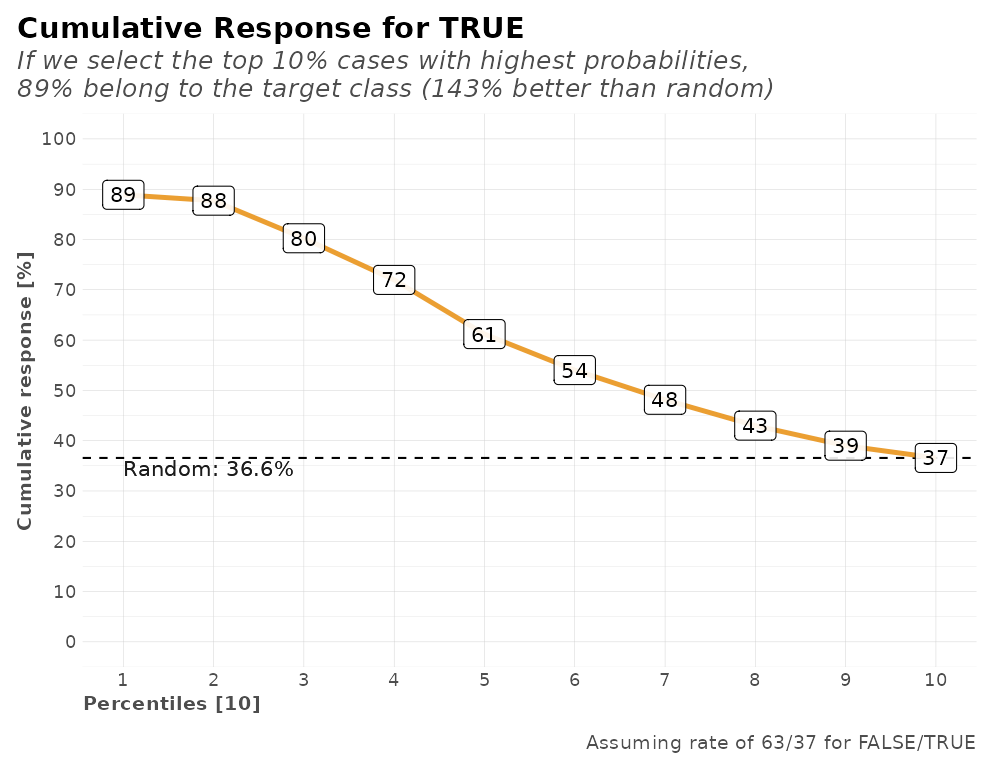 Cumulative Response for TRUE
If we select the top 10% cases with highest probabilities,
89% belong to the target class (143% better than random)
Cumulative response [%]
100
90
80
70
60
50
40
30
20
10
0
89
88
80
72
61
54
48
43
39
37
Random: 36.6%
1 2 3 4 5 6 7 8 9 10
Percentiles [10]
Assuming rate of 63/37 for FALSE/TRUE